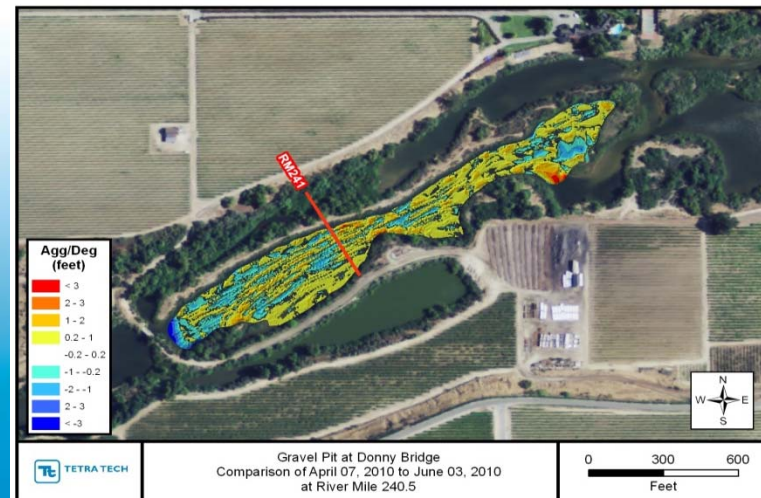 RM241
Agg/Deg
(feet)
< 3
2 - 3
1 - 2
0.2 - 1
-0.2 - 0.2
-1 - -0.2
-2 - -1
2 - 3
< -3
N
W E
S
Tt TETRA TECH
Gravel Pit at Donny Bridge
Comparison of April 07, 2010 to June 03, 2010
at River Mile 240.5
0 300 600
Feet